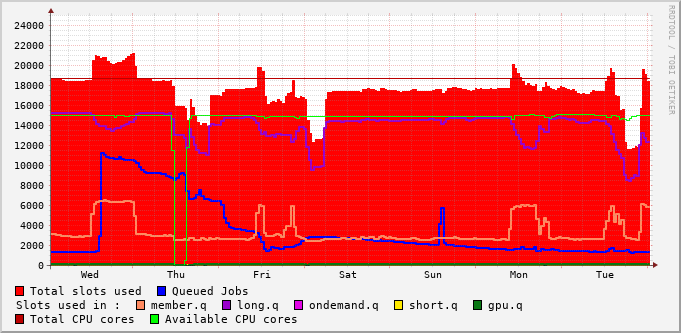 RRDTOOL / TOBI OETIKER
24000
22000
20000
18000
16000
14000
12000
10000
8000
6000
4000
2000
0
Wed Thu Fri Sat Sun Mon Tue
Total slots used Queued Jobs
Slots used in : member.q long.q ondemand.q short.q gpu.q
Total CPU cores Available CPU cores